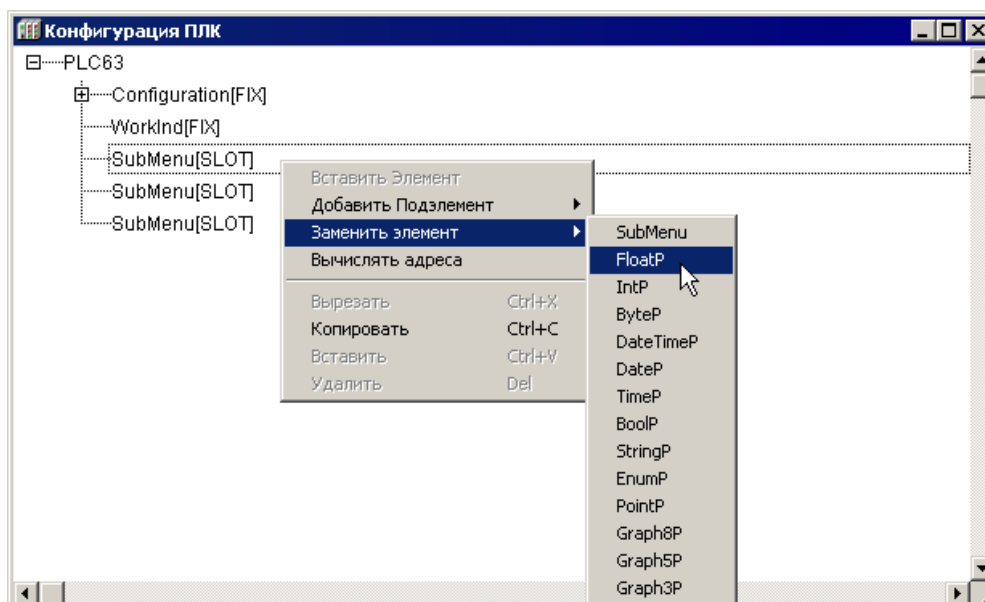 Конфигурация ПЛК
PLC63
Configuration[FIX]
WorkInd[FIX]
SubMenu[SLOT]
SubMenu[SLOT]
SubMenu[SLOT]
Вставить Элемент
Добавить Подэлемент
Заменить элемент
Вычислять адреса
Вырезать Ctrl+X
Копировать Ctrl+C
Вставить Ctrl+V
Удалить Del
SubMenu
FloatP
IntP
ByteP
DateTimeP
DateP
TimeP
BoolP
StringP
EnumP
PointP
Graph8P
Graph5P
Graph3P